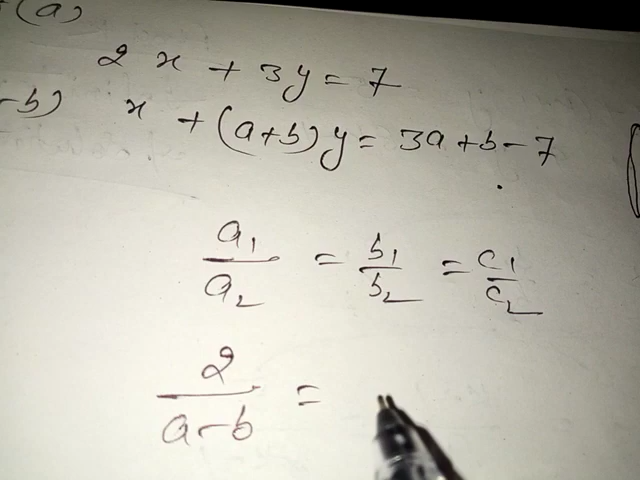 (a)
2x + 3y = 7
-b) x + (a+b) y = 3a + b - 7
a₁/a₂ = b₁/b₂ = c₁/c₂
2/(a-b) =